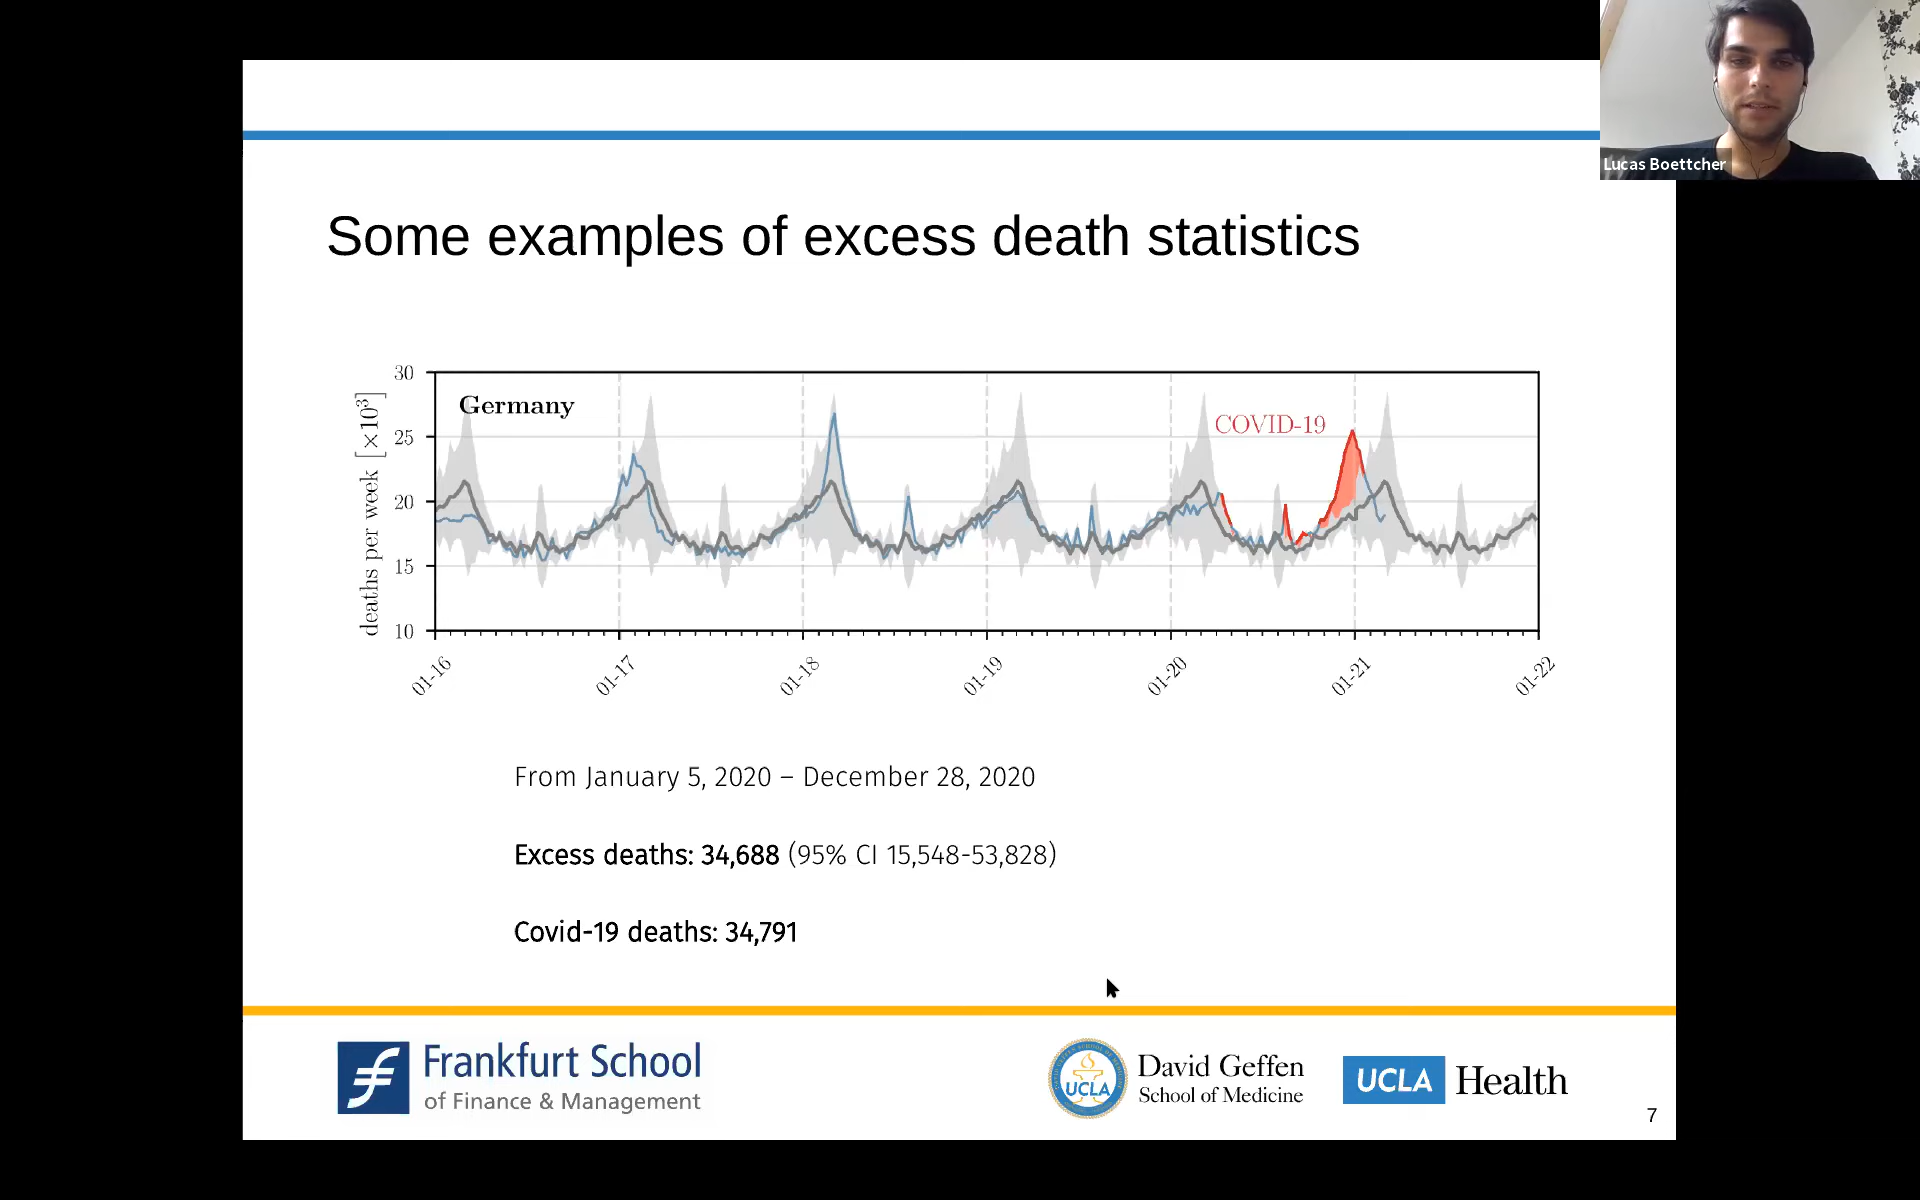 Lucas Boettcher
Some examples of excess death statistics
Germany
COVID-19
deaths per week [×10³]
30
25
20
15
10
01-16
01-17
01-18
01-19
01-20
01-21
01-22
From January 5, 2020 – December 28, 2020
Excess deaths: 34,688 (95% CI 15,548-53,828)
Covid-19 deaths: 34,791
Frankfurt School
of Finance & Management
UCLA
David Geffen
School of Medicine
UCLA Health
7